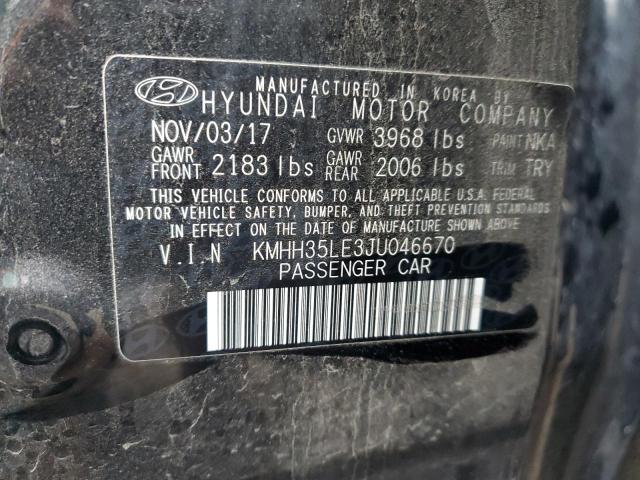 MANUFACTURED IN KOREA BY
HYUNDAI MOTOR COMPANY
NOV/03/17 GVWR 3968 lbs PAINT NKA
GAWR FRONT 2183 lbs GAWR REAR 2006 lbs TRIM TRY
THIS VEHICLE CONFORMS TO ALL APPLICABLE U.S.A. FEDERAL
MOTOR VEHICLE SAFETY, BUMPER, AND THEFT PREVENTION STANDARDS
IN EFFECT ON THE DATE OF MANUFACTURE SHOWN ABOVE.
V.I.N KMHH35LE3JU046670
PASSENGER CAR